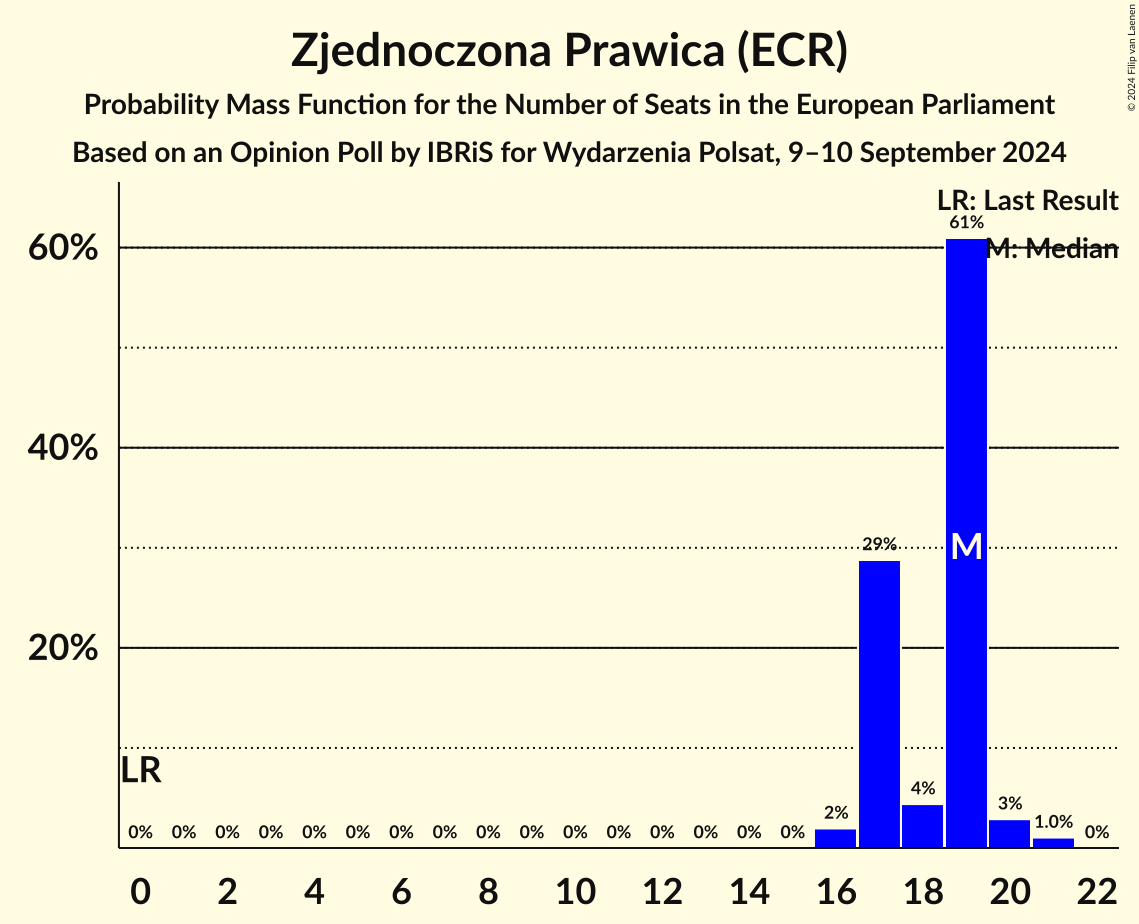 © 2024 Filip van Laenen
Zjednoczona Prawica (ECR)
Probability Mass Function for the Number of Seats in the European Parliament
Based on an Opinion Poll by IBRiS for Wydarzenia Polsat, 9–10 September 2024
LR: Last Result
M: Median
60%
40%
20%
61%
29%
M
LR
0% 0% 0% 0% 0% 0% 0% 0% 0% 0% 0% 0% 0% 0% 0% 0% 2% 4% 3% 1.0% 0%
0 2 4 6 8 10 12 14 16 18 20 22